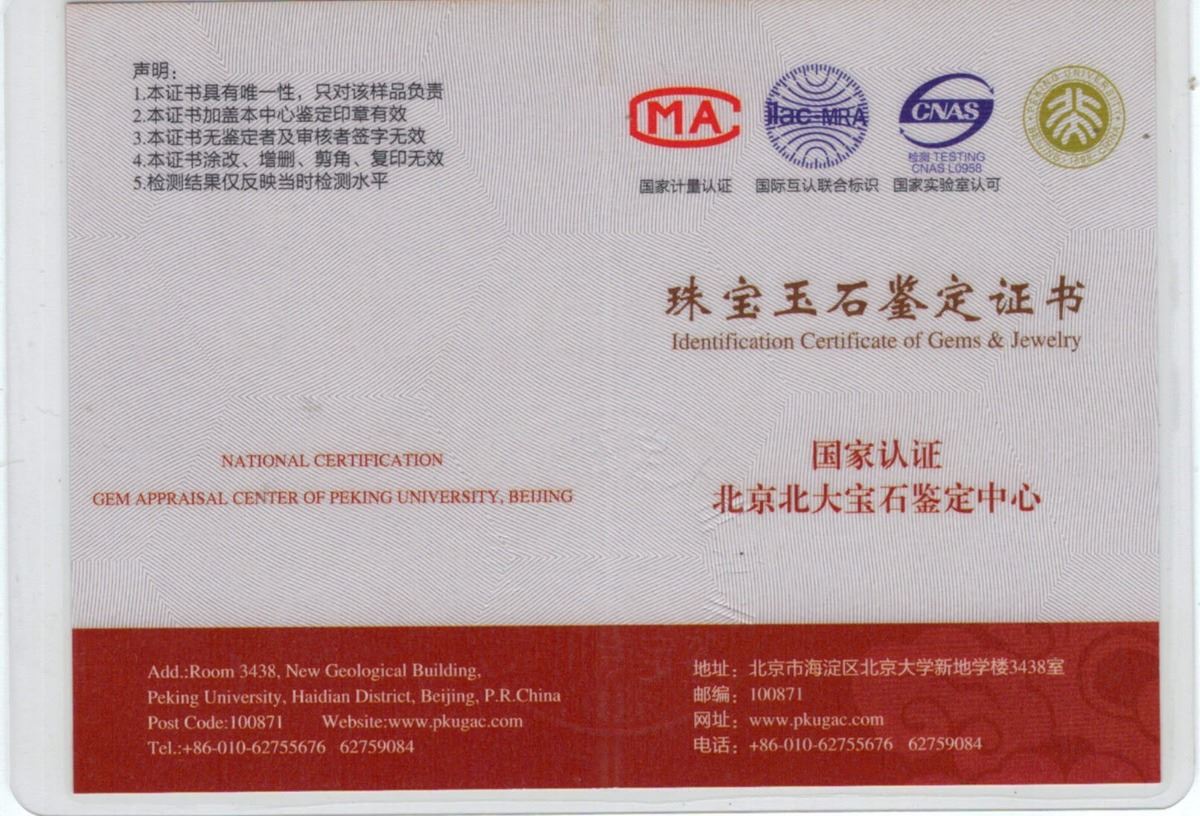 声明：
1.本证书具有唯一性，只对该样品负责
2.本证书加盖本中心鉴定印章有效
3.本证书无鉴定者及审核者签字无效
4.本证书涂改、增删、剪角、复印无效
5.检测结果仅反映当时检测水平
MA
ilac-MRA
CNAS
检测 TESTING
CNAS L0958
国家计量认证
国际互认联合标识
国家实验室认可
珠宝玉石鉴定证书
Identification Certificate of Gems & Jewelry
NATIONAL CERTIFICATION
GEM APPRAISAL CENTER OF PEKING UNIVERSITY, BEIJING
国家认证
北京北大宝石鉴定中心
Add.:Room 3438, New Geological Building,
Peking University, Haidian District, Beijing, P.R.China
Post Code:100871 Website:www.pkugac.com
Tel.:+86-010-62755676 62759084
地址：北京市海淀区北京大学新地学楼3438室
邮编：100871
网址：www.pkugac.com
电话：+86-010-62755676 62759084